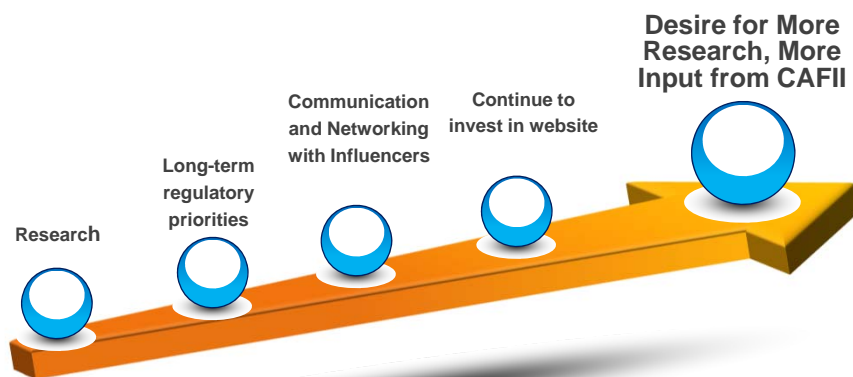 Research
Long-term
regulatory
priorities
Communication
and Networking
with Influencers
Continue to
invest in website
Desire for More
Research, More
Input from CAFII